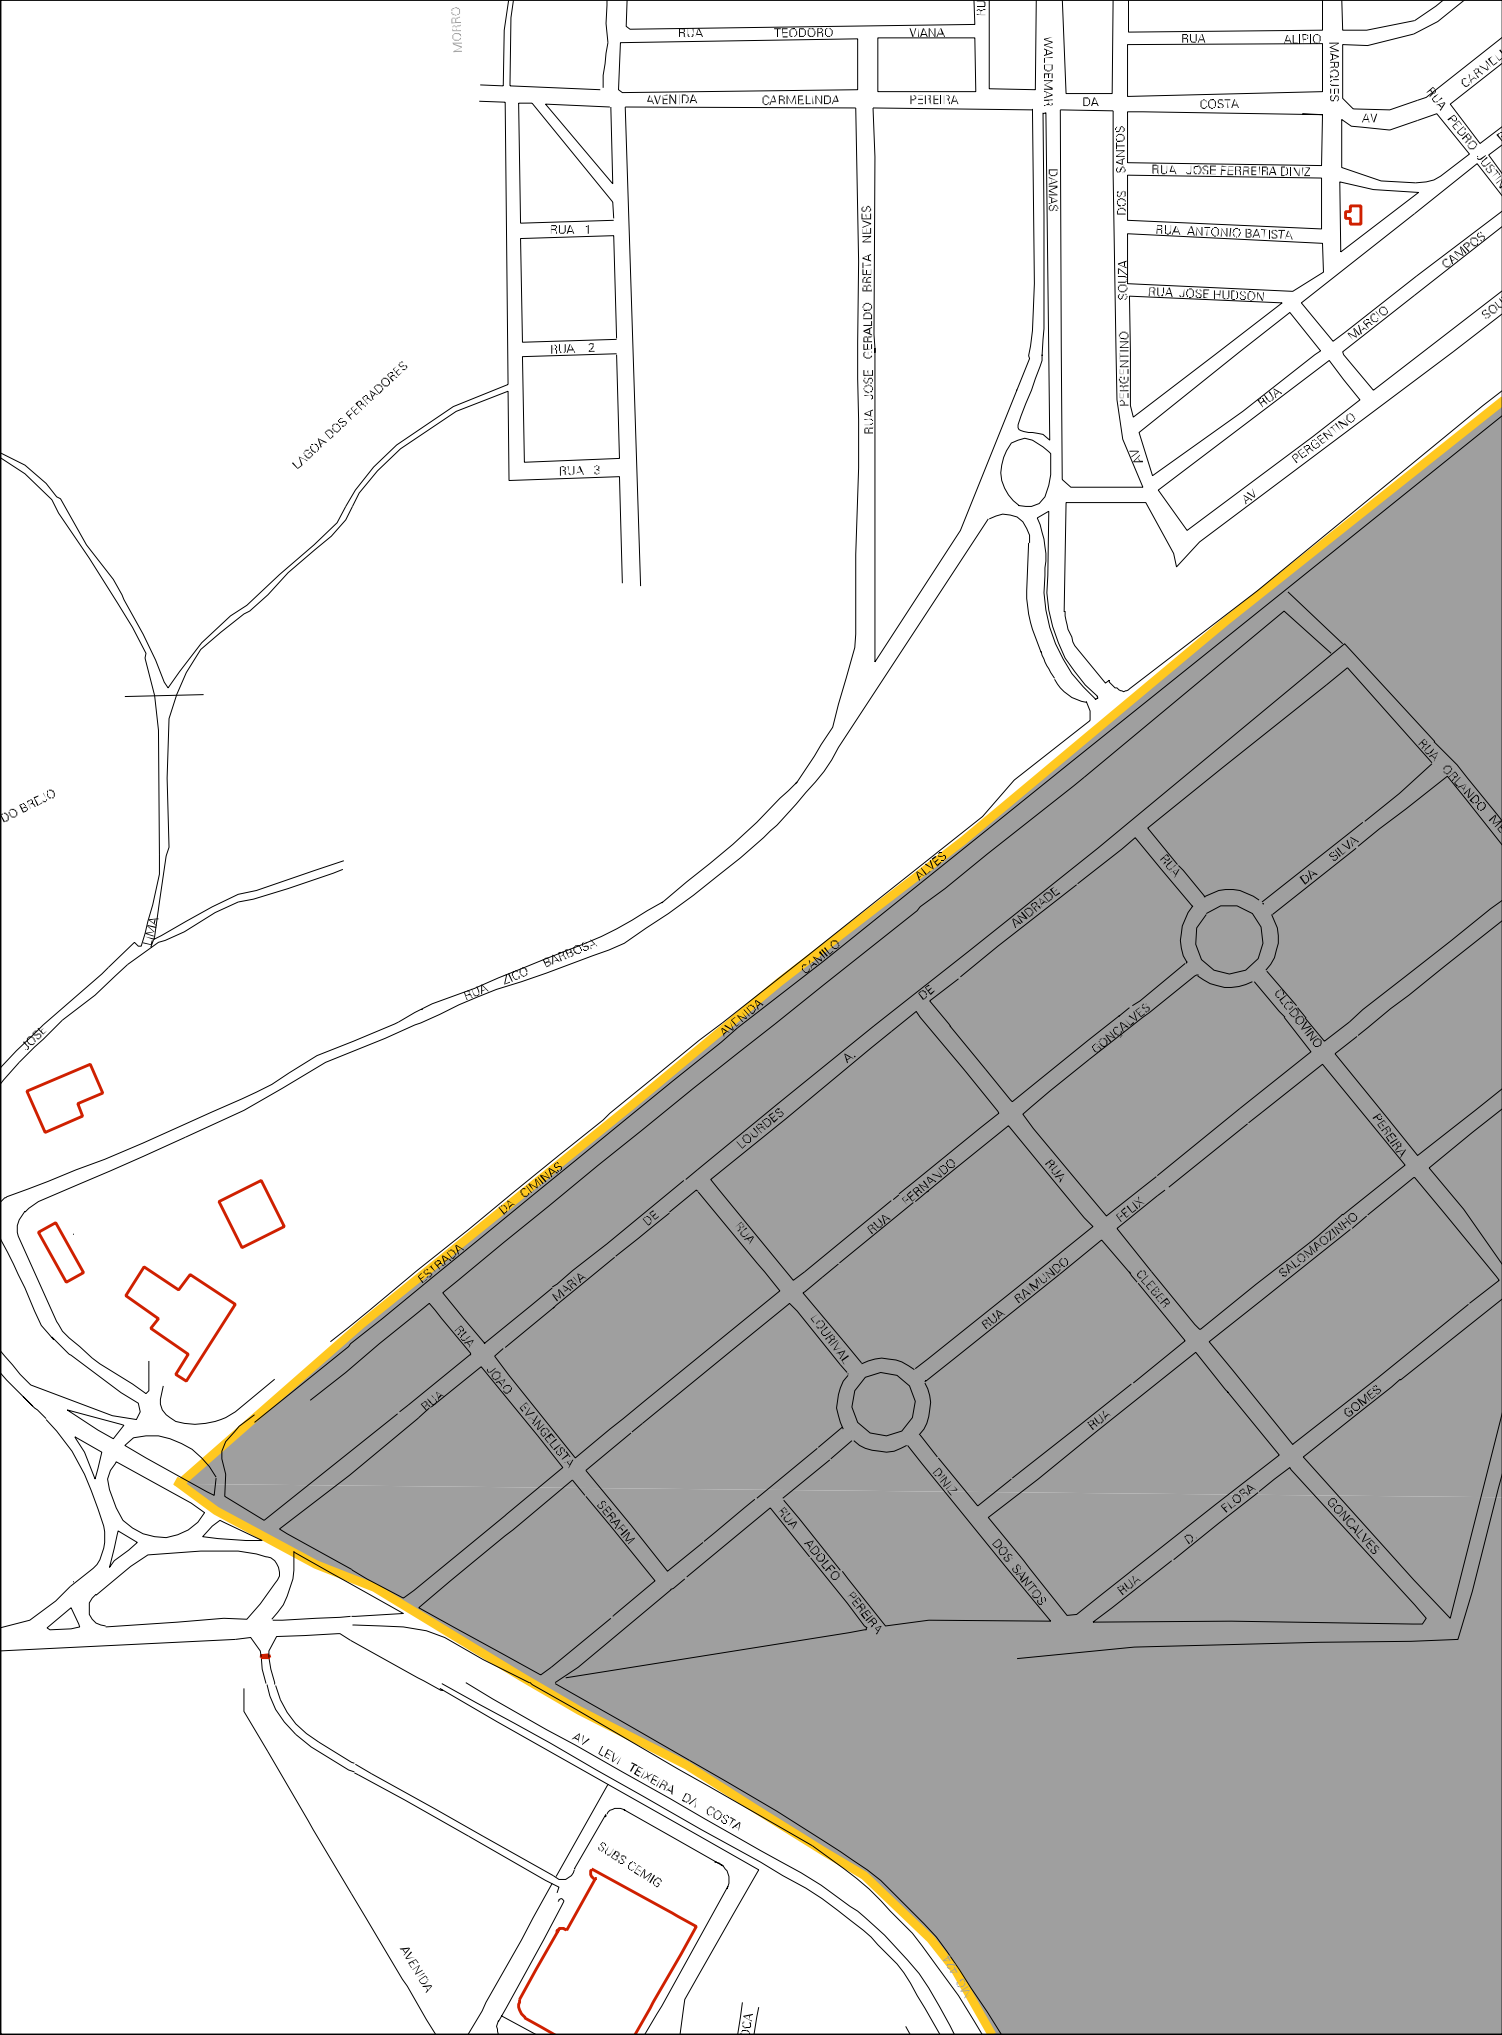 MORRO
RUA TEODORO VIANA
RUA ALIPIO
AVENIDA CARMELINDA PEREIRA DA COSTA
WALDEMAR DAMAS
MARQUES
AV
RUA PEDRO
RUA JOSE FERREIRA DINIZ
RUA ANTONIO BATISTA
RUA JOSE HUDSON
AV PERGENTINO SOUZA DOS SANTOS
RUA MARCIO CAMPOS
AV PERGENTINO
RUA 1
RUA 2
RUA 3
RUA JOSE GERALDO BRETA NEVES
LAGOA DOS FERRADORES
DO BREJO
JOSE LIMA
RUA ZICO BARBOSA
ESTRADA DA CIMINAS
AVENIDA CAMILO ALVES
MARIA DE LOURDES A. DE ANDRADE
RUA ORLANDO
RUA CLODOVINO PEREIRA
DA SILVA
RUA FERNANDO GONCALVES
RUA CLEBER GONCALVES
RUA RAIMUNDO FELIX
RUA LOURIVAL DINIZ DOS SANTOS
RUA
RUA SALOMAOZINHO
RUA JOAO EVANGELISTA SERAFIM
RUA ADOLFO PEREIRA
RUA D FLORA GOMES
AV LEVI TEIXEIRA DA COSTA
SUBS CEMIG
AVENIDA